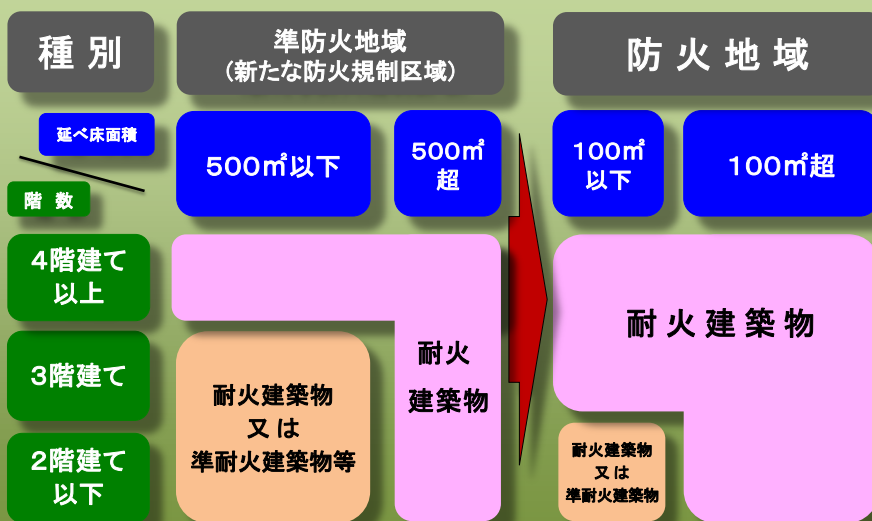 種別
準防火地域
(新たな防火規制区域)
防火地域
延べ床面積
階数
500㎡以下
500㎡
超
100㎡
以下
100㎡超
4階建て
以上
3階建て
2階建て
以下
耐火
建築物
耐火建築物
又は
準耐火建築物等
耐火建築物
耐火建築物
又は
準耐火建築物